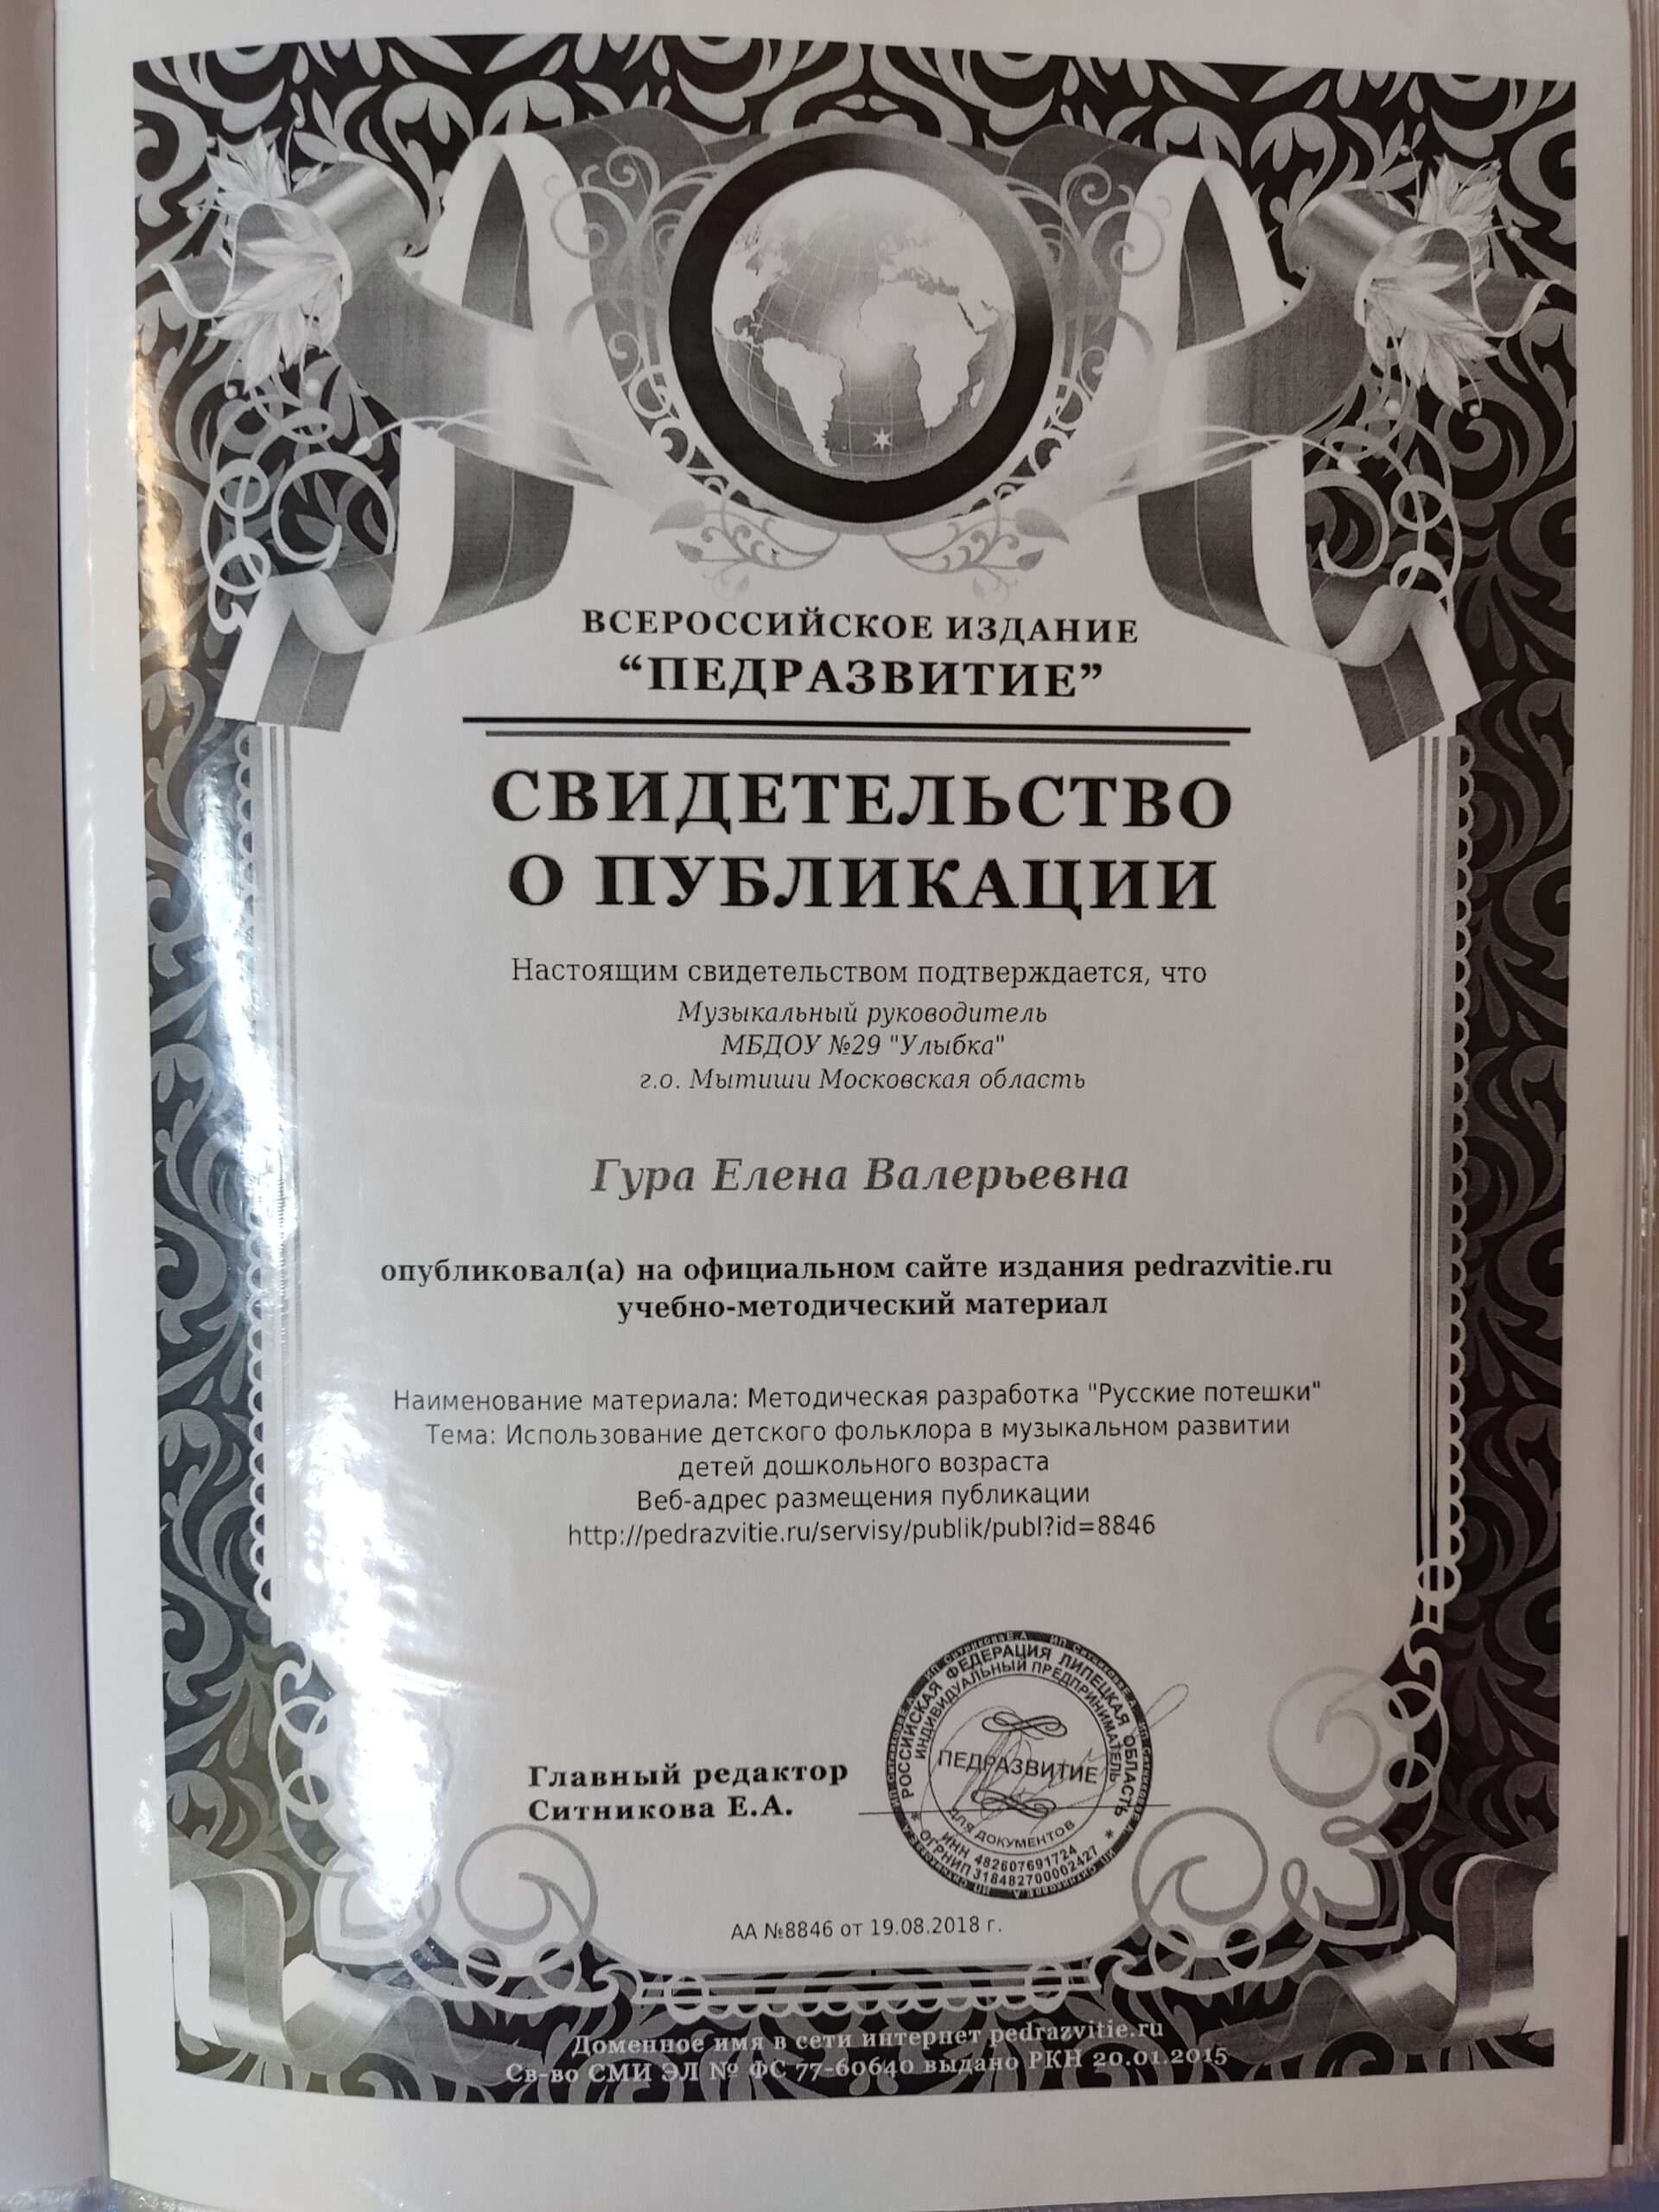 ВСЕРОССИЙСКОЕ ИЗДАНИЕ
“ПЕДРАЗВИТИЕ”
СВИДЕТЕЛЬСТВО
О ПУБЛИКАЦИИ
Настоящим свидетельством подтверждается, что
Музыкальный руководитель
МБДОУ №29 "Улыбка"
г.о. Мытиши Московская область
Гура Елена Валерьевна
опубликовал(а) на официальном сайте издания pedrazvitie.ru
учебно-методический материал
Наименование материала: Методическая разработка "Русские потешки"
Тема: Использование детского фольклора в музыкальном развитии
детей дошкольного возраста
Веб-адрес размещения публикации
http://pedrazvitie.ru/servisy/publik/publ?id=8846
Главный редактор
Ситникова Е.А.
РОССИЙСКАЯ ФЕДЕРАЦИЯ ЛИПЕЦКАЯ ОБЛАСТЬ
ИНДИВИДУАЛЬНЫЙ ПРЕДПРИНИМАТЕЛЬ
ПЕДРАЗВИТИЕ
ДЛЯ ДОКУМЕНТОВ
ИНН 482607691724
ОГРНИП 318482700002427
АА №8846 от 19.08.2018 г.
Доменное имя в сети интернет pedrazvitie.ru
Св-во СМИ ЭЛ № ФС 77-60640 выдано РКН 20.01.2015